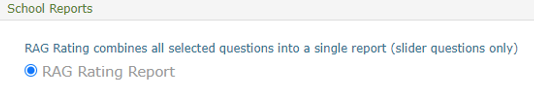 School Reports
RAG Rating combines all selected questions into a single report (slider questions only)
RAG Rating Report